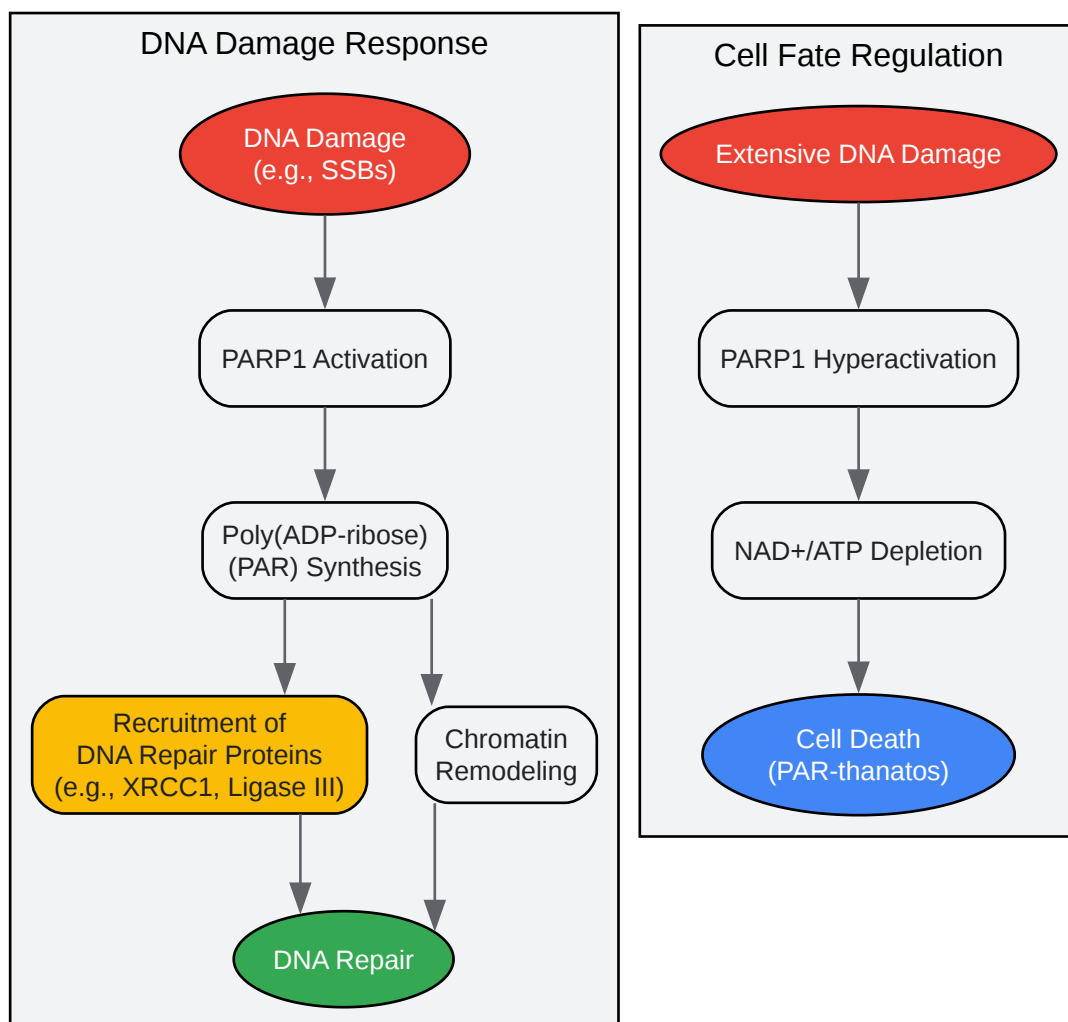 DNA Damage Response
DNA Damage
(e.g., SSBs)
PARP1 Activation
Poly(ADP-ribose)
(PAR) Synthesis
Recruitment of
DNA Repair Proteins
(e.g., XRCC1, Ligase III)
Chromatin
Remodeling
DNA Repair
Cell Fate Regulation
Extensive DNA Damage
PARP1 Hyperactivation
NAD+/ATP Depletion
Cell Death
(PAR-thanatos)